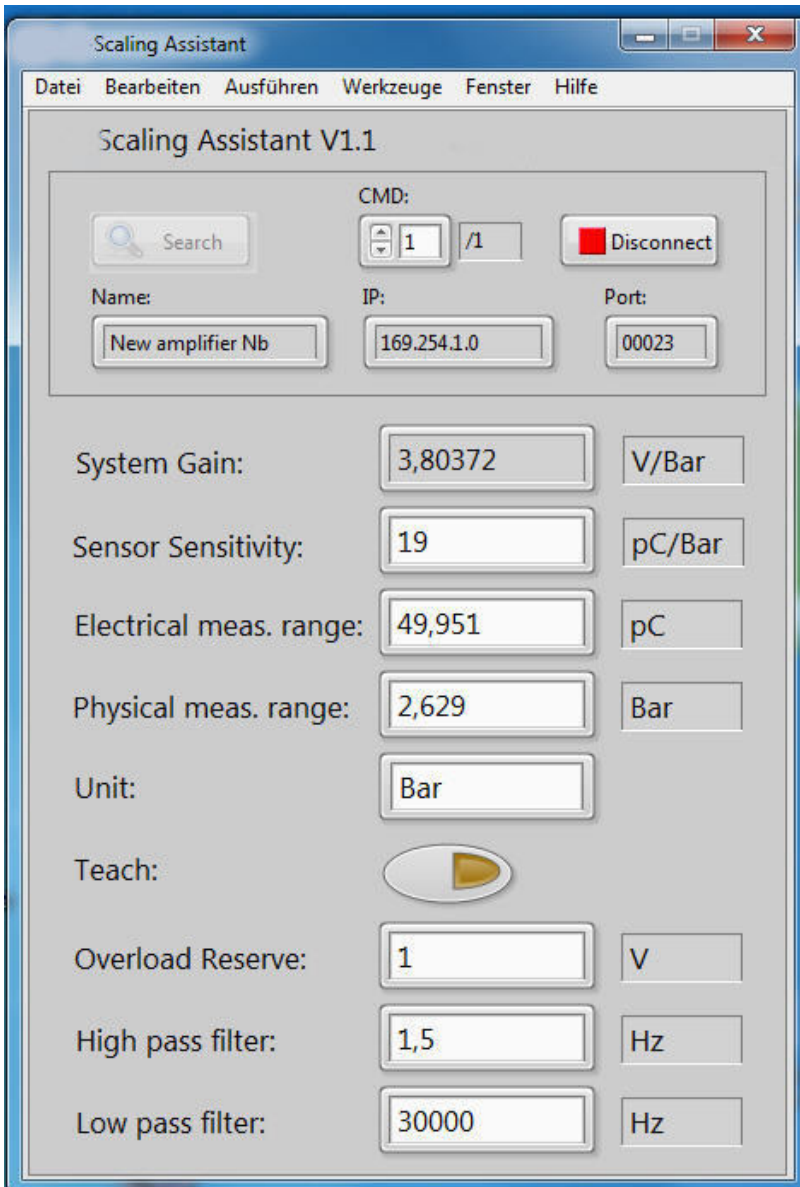 Scaling Assistant
Datei Bearbeiten Ausführen Werkzeuge Fenster Hilfe
Scaling Assistant V1.1
CMD:
Search 1 /1 Disconnect
Name: IP: Port:
New amplifier Nb 169.254.1.0 00023
System Gain: 3,80372 V/Bar
Sensor Sensitivity: 19 pC/Bar
Electrical meas. range: 49,951 pC
Physical meas. range: 2,629 Bar
Unit: Bar
Teach:
Overload Reserve: 1 V
High pass filter: 1,5 Hz
Low pass filter: 30000 Hz